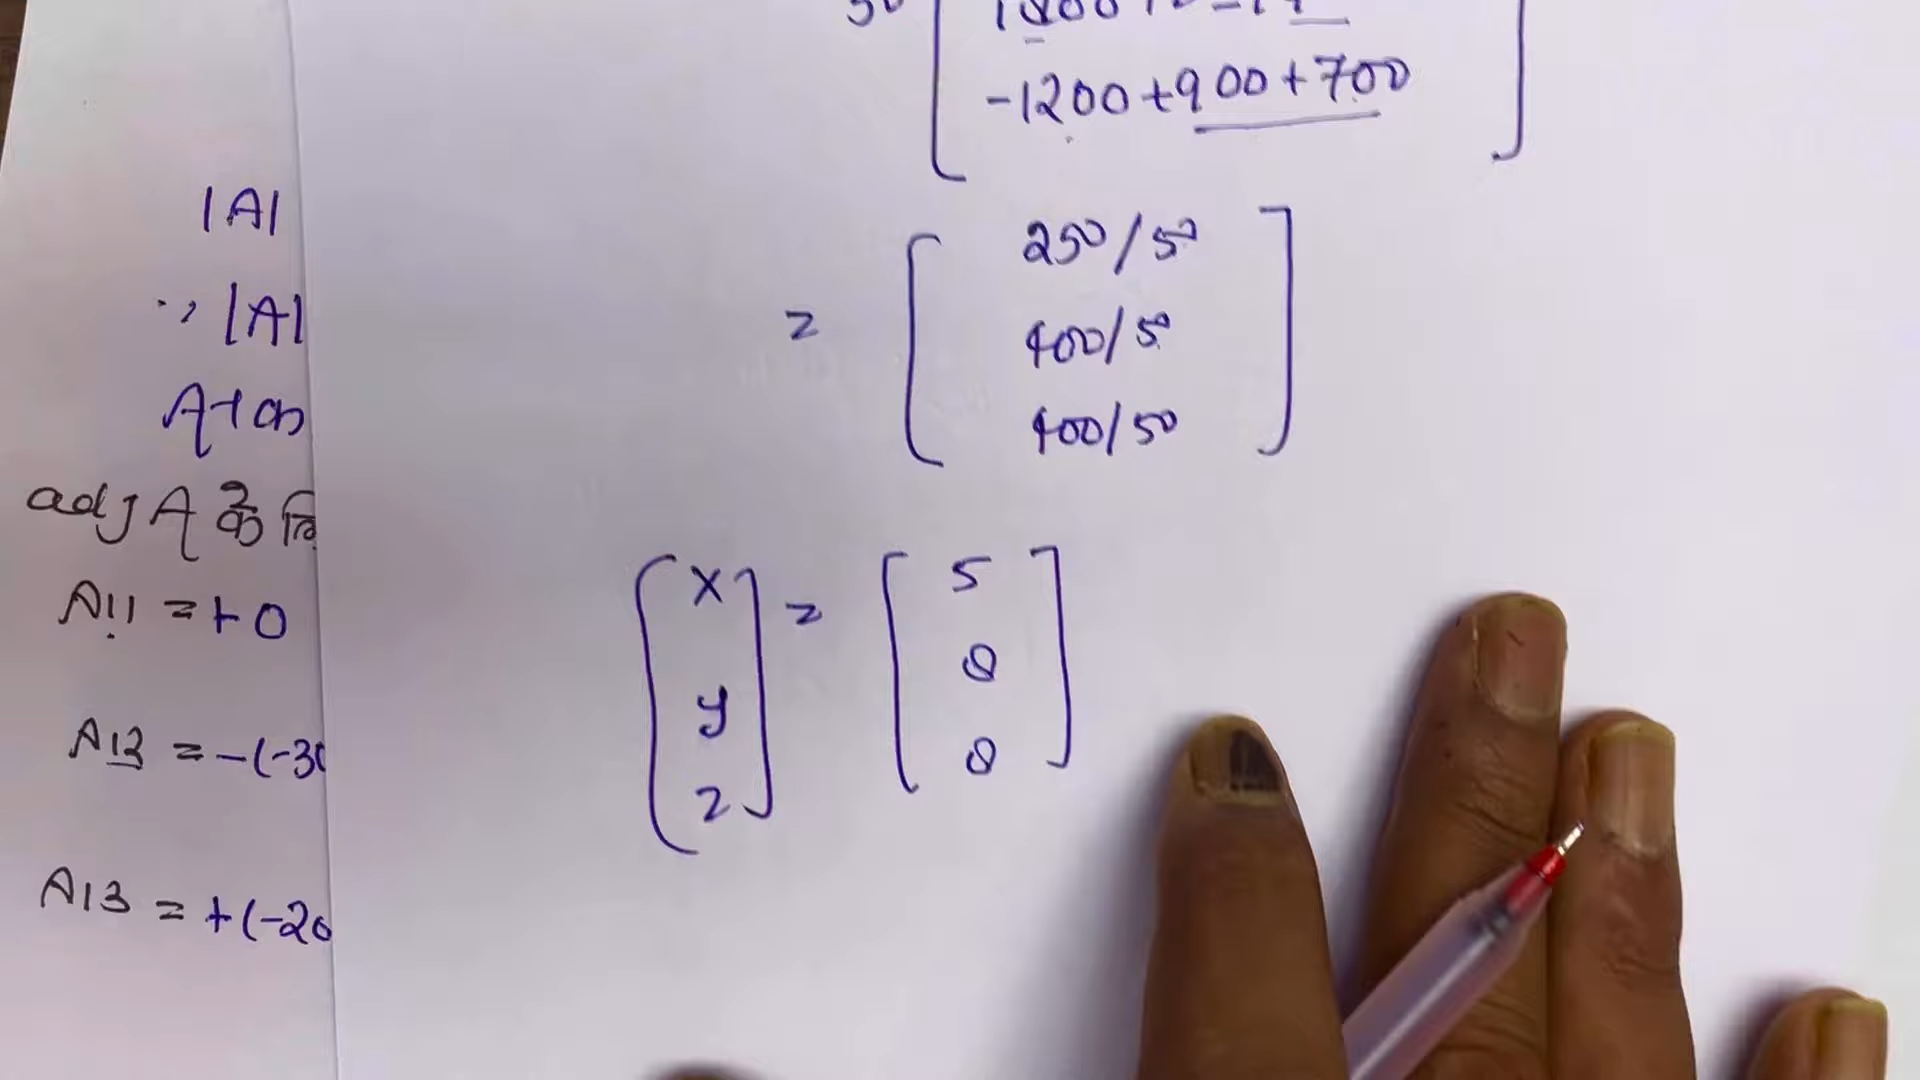 -1200+900+700
= [ 250/50
400/50
400/50 ]
[ x y z ] = [ 5 8 8 ]
|A|
∵ |A|
adj A के
A11 = +0
A12 = -(-30
A13 = +(-20